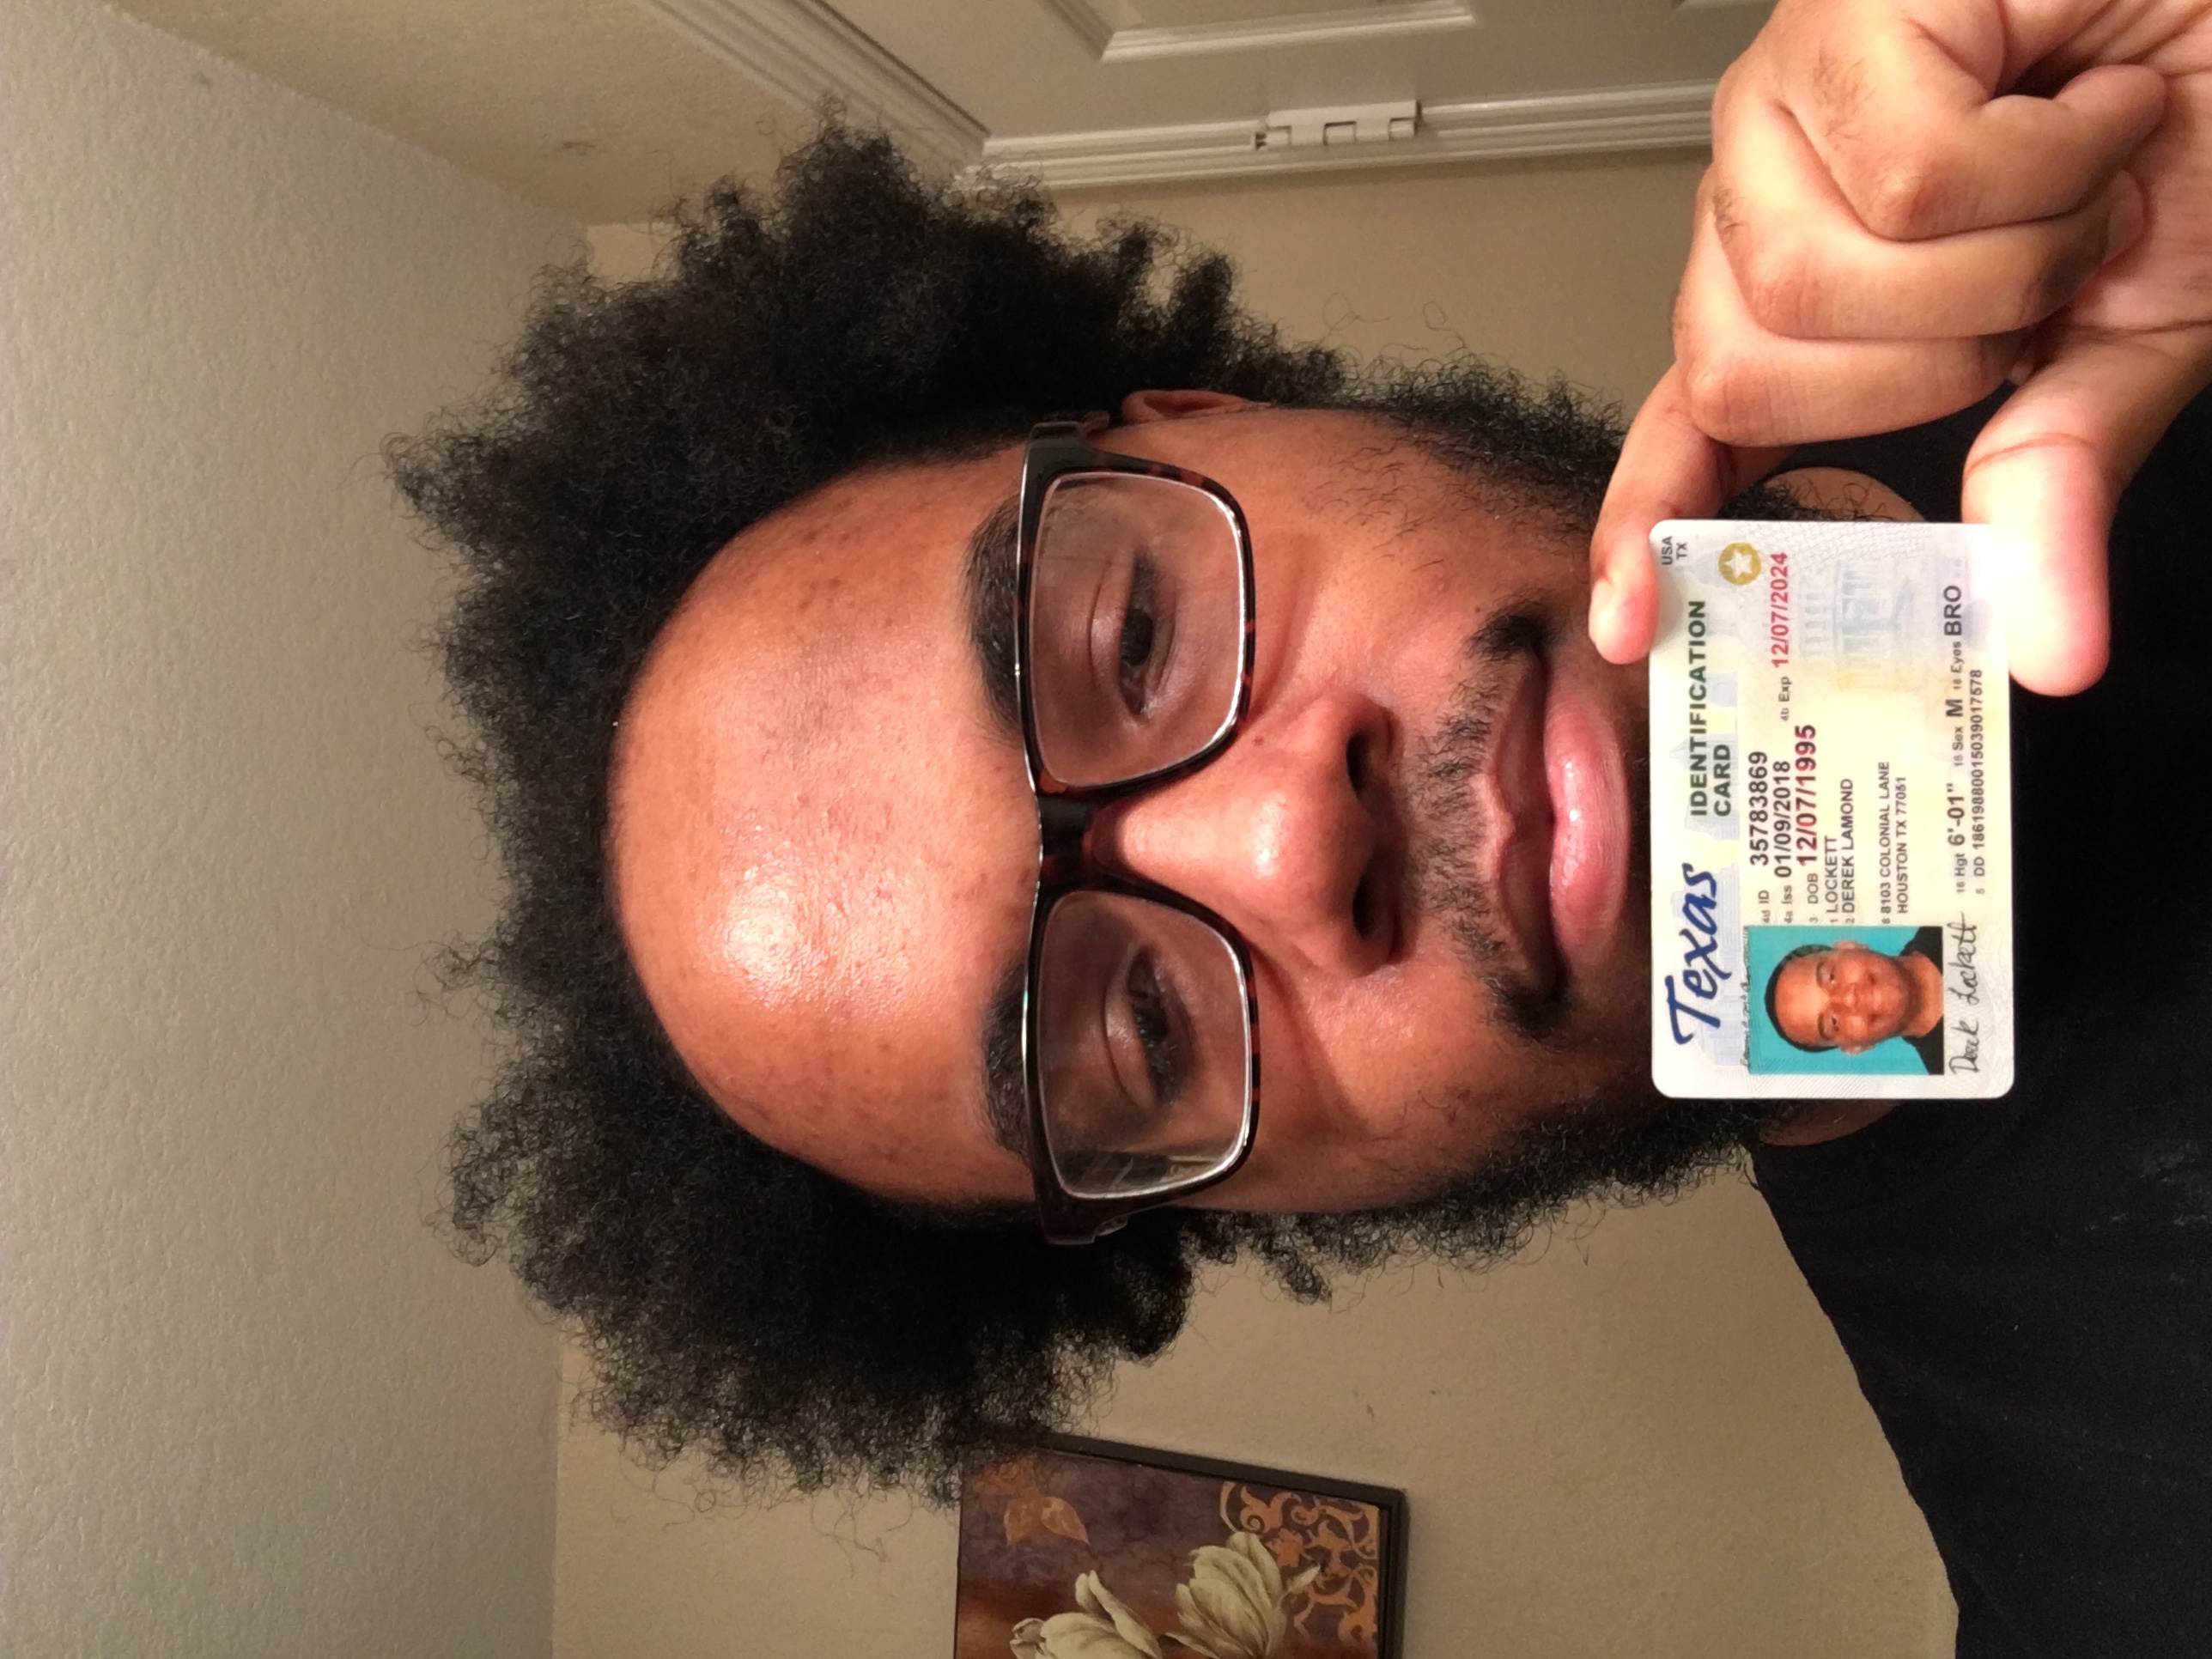 Texas
IDENTIFICATION
CARD
USA
TX
4d ID 35783869
4a Iss 01/09/2018 4b Exp 12/07/2024
3 DOB 12/07/1995
1 LOCKETT
2 DEREK LAMOND
8 8103 COLONIAL LANE
HOUSTON TX 77051
16 Hgt 6'-01" 15 Sex M 18 Eyes BRO
5 DD 18619880015039017578
Derek Lockett